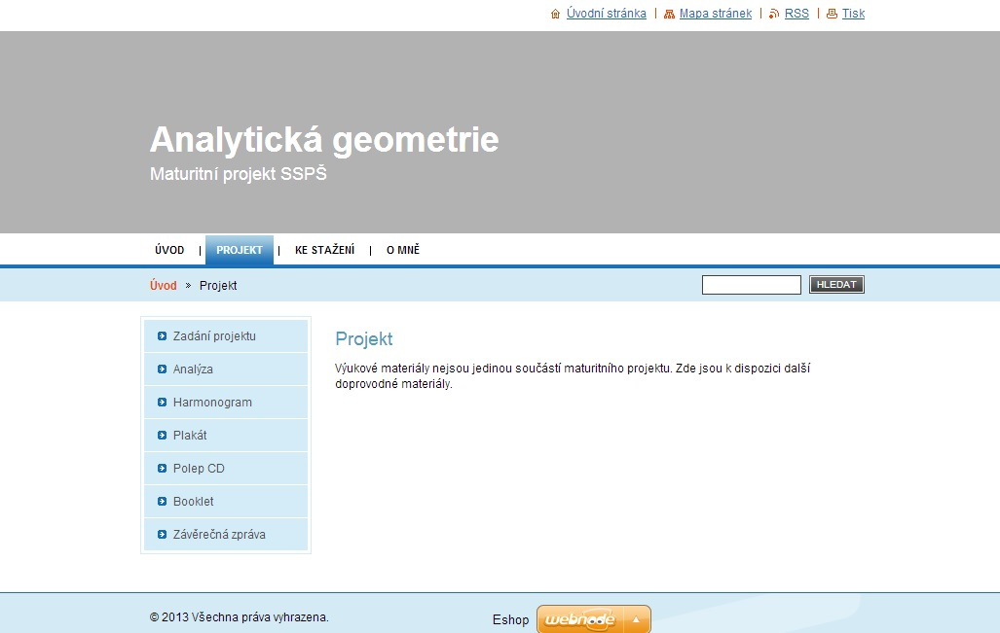 Úvodní stránka | Mapa stránek | RSS | Tisk
Analytická geometrie
Maturitní projekt SSPŠ
ÚVOD | PROJEKT | KE STAŽENÍ | O MNĚ
Úvod » Projekt
HLEDAT
Zadání projektu
Analýza
Harmonogram
Plakát
Polep CD
Booklet
Závěrečná zpráva
Projekt
Výukové materiály nejsou jedinou součástí maturitního projektu. Zde jsou k dispozici další
doprovodné materiály.
© 2013 Všechna práva vyhrazena.
Eshop webnode